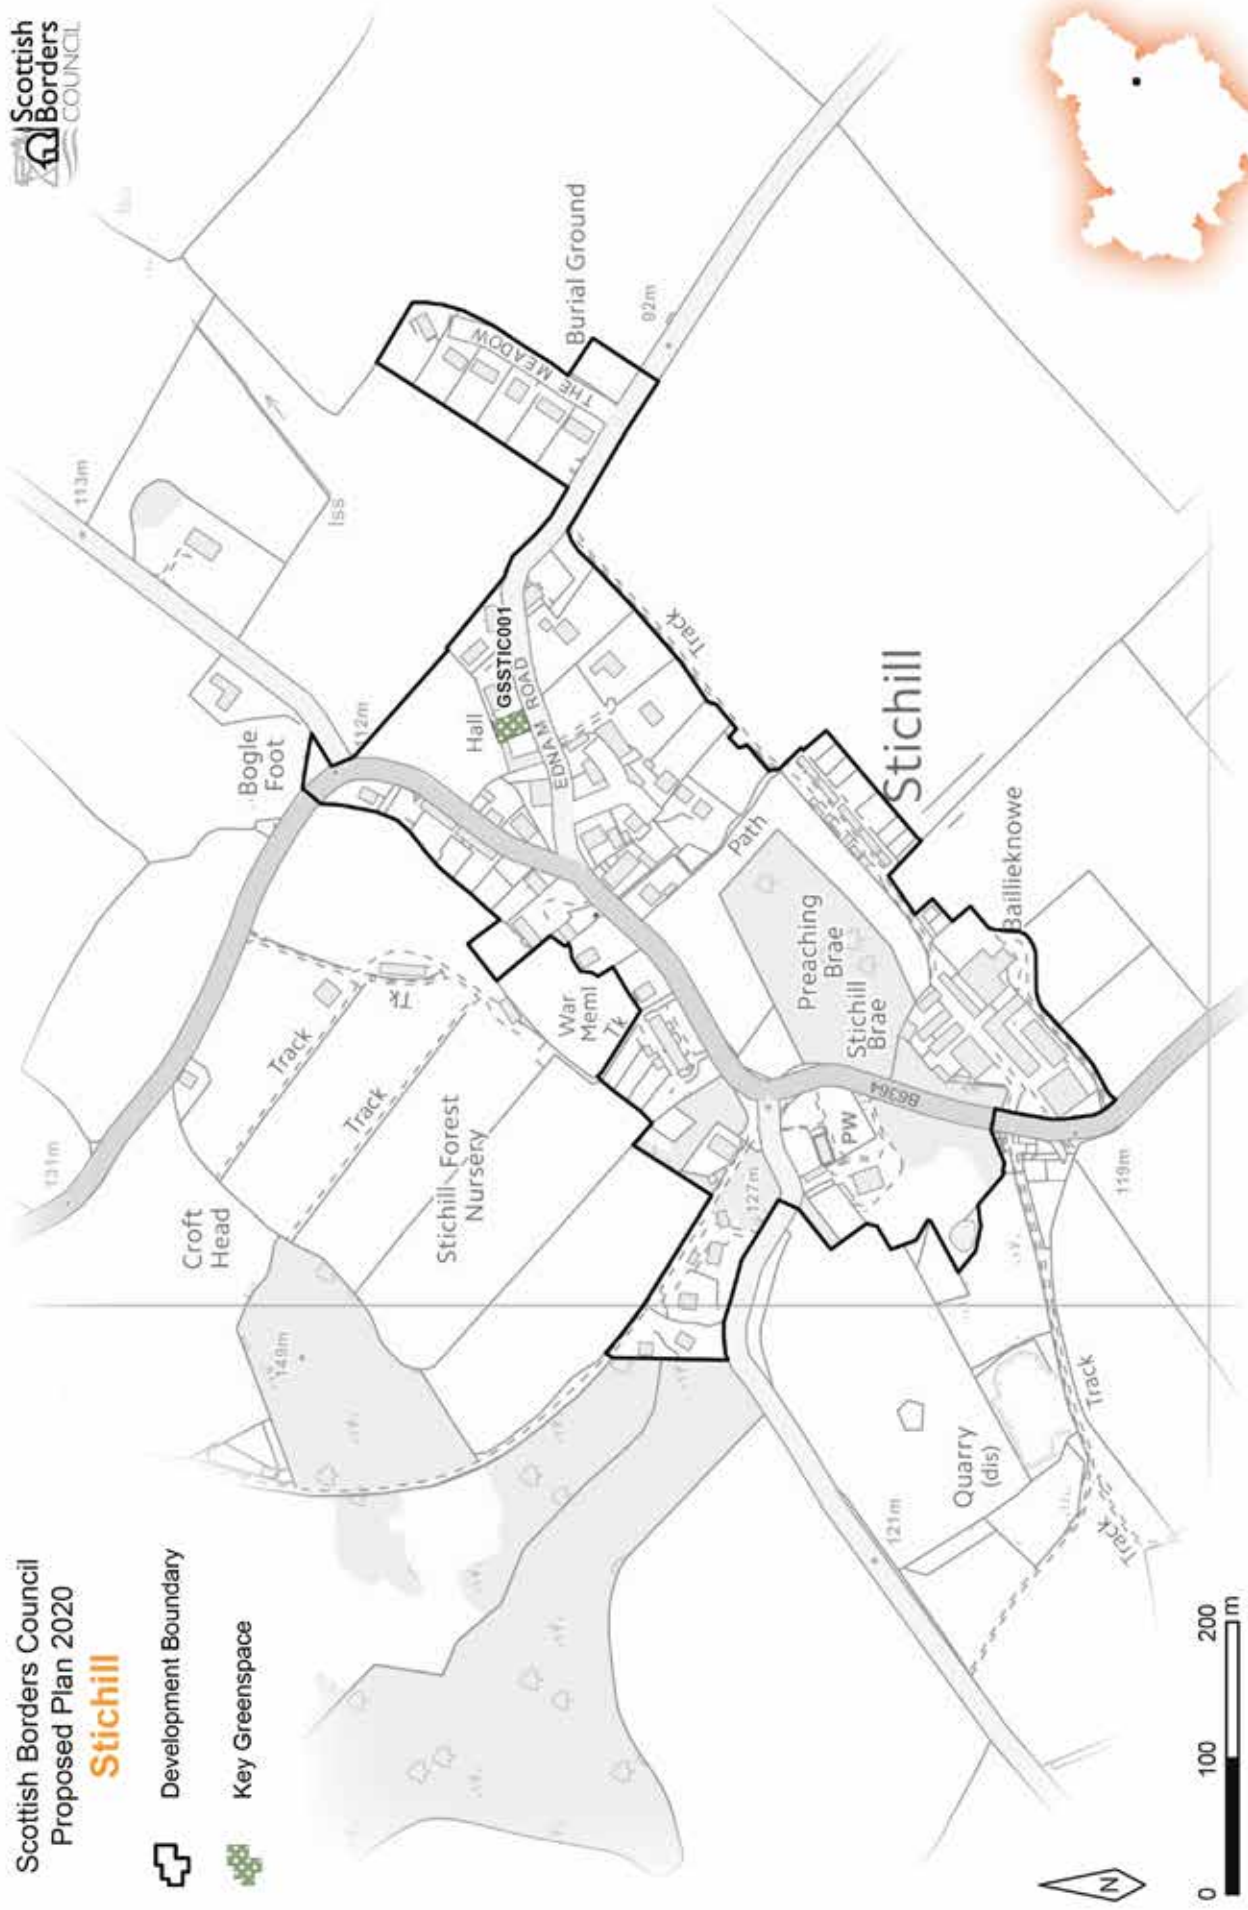 Scottish Borders Council
Proposed Plan 2020
Stichill
Development Boundary
Key Greenspace
Scottish
Borders
COUNCIL
131m
113m
Croft
Head
149m
Track
Track
Tk
Bogle
Foot
112m
Iss
Stichill Forest
Nursery
War
Meml
Tk
Hall
GSSTIC001
EDNAM ROAD
THE MEADOW
Burial Ground
92m
127m
PW
B6364
Stichill
Brae
Preaching
Brae
Path
Track
Stichill
Baillieknowe
119m
121m
Quarry
(dis)
Track
Track
N
0 100 200
m